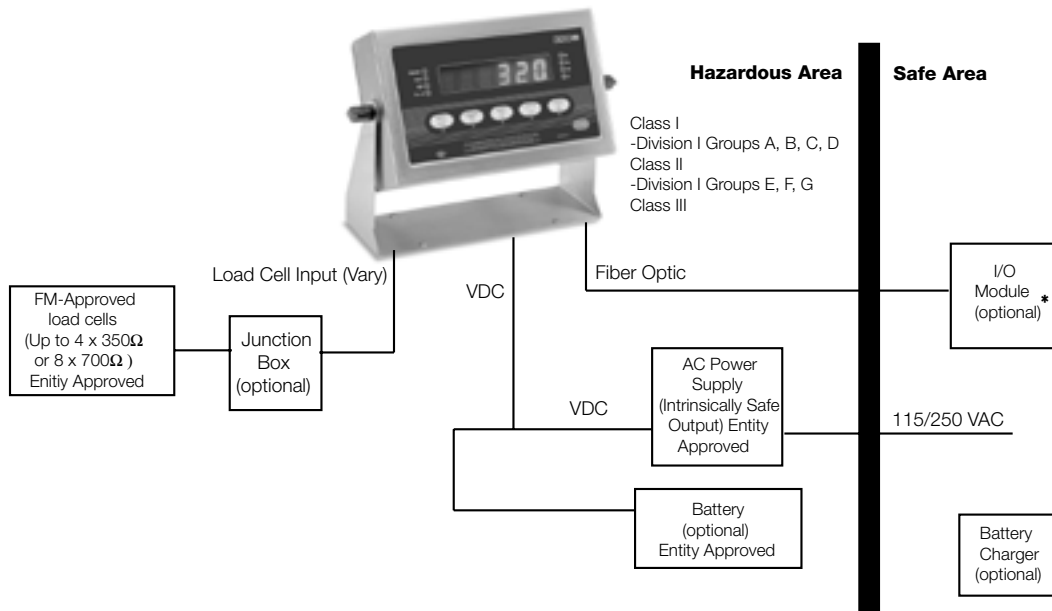 320
Hazardous Area
Safe Area
Class I
-Division I Groups A, B, C, D
Class II
-Division I Groups E, F, G
Class III
Load Cell Input (Vary)
VDC
Fiber Optic
I/O
Module *
(optional)
FM-Approved
load cells
(Up to 4 x 350Ω
or 8 x 700Ω )
Enitiy Approved
Junction
Box
(optional)
AC Power
Supply
(Intrinsically Safe
Output) Entity
Approved
VDC
115/250 VAC
Battery
(optional)
Entity Approved
Battery
Charger
(optional)